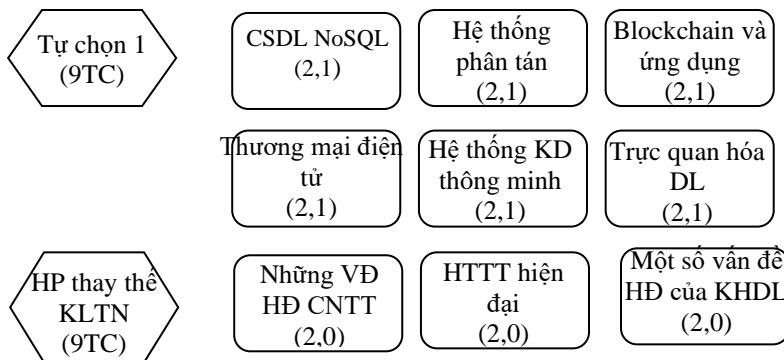 Tự chọn 1
(9TC)
CSDL NoSQL
(2,1)
Hệ thống
phân tán
(2,1)
Blockchain và
ứng dụng
(2,1)
Thương mại điện
tử
(2,1)
Hệ thống KD
thông minh
(2,1)
Trực quan hóa
DL
(2,1)
HP thay thế
KLTN
(9TC)
Những VĐ
HĐ CNTT
(2,0)
HTTT hiện
đại
(2,0)
Một số vấn đề
HĐ của KHDL
(2,0)